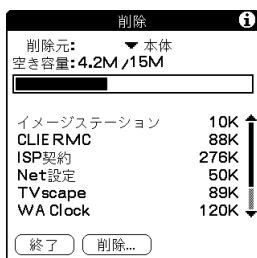 削除
削除元: ▼ 本体
空き容量:4.2M /15M
イメージステーション 10K
CLIE RMC 88K
ISP契約 276K
Net設定 50K
TVscape 89K
WA Clock 120K
終了 削除...